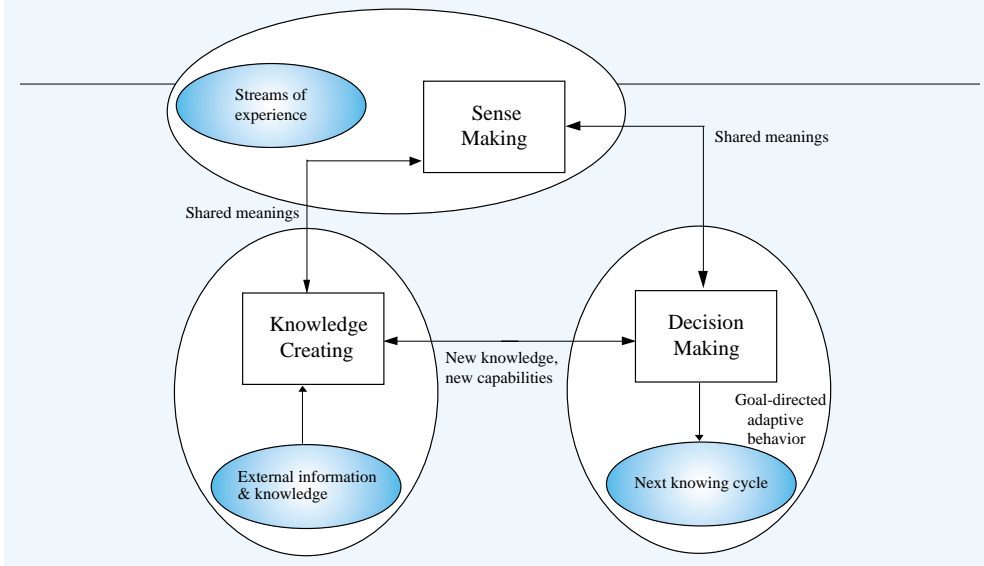 Streams of
experience
Sense
Making
Shared meanings
Shared meanings
Knowledge
Creating
Decision
Making
New knowledge,
new capabilities
Goal-directed
adaptive
behavior
External information
& knowledge
Next knowing cycle